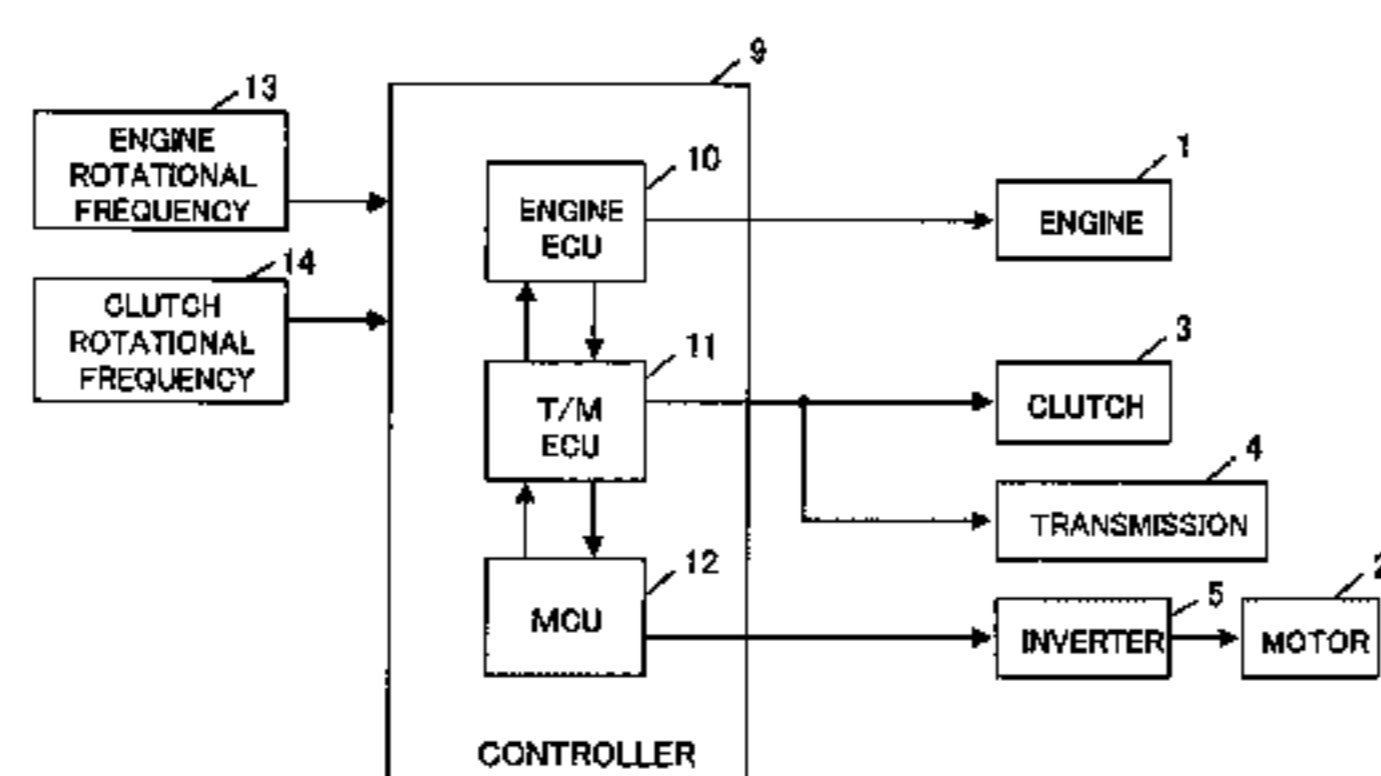 9
13
ENGINE
ROTATIONAL
FREQUENCY
14
CLUTCH
ROTATIONAL
FREQUENCY
10
ENGINE
ECU
11
T/M
ECU
12
MCU
CONTROLLER
1
ENGINE
3
CLUTCH
4
TRANSMISSION
5
INVERTER
2
MOTOR